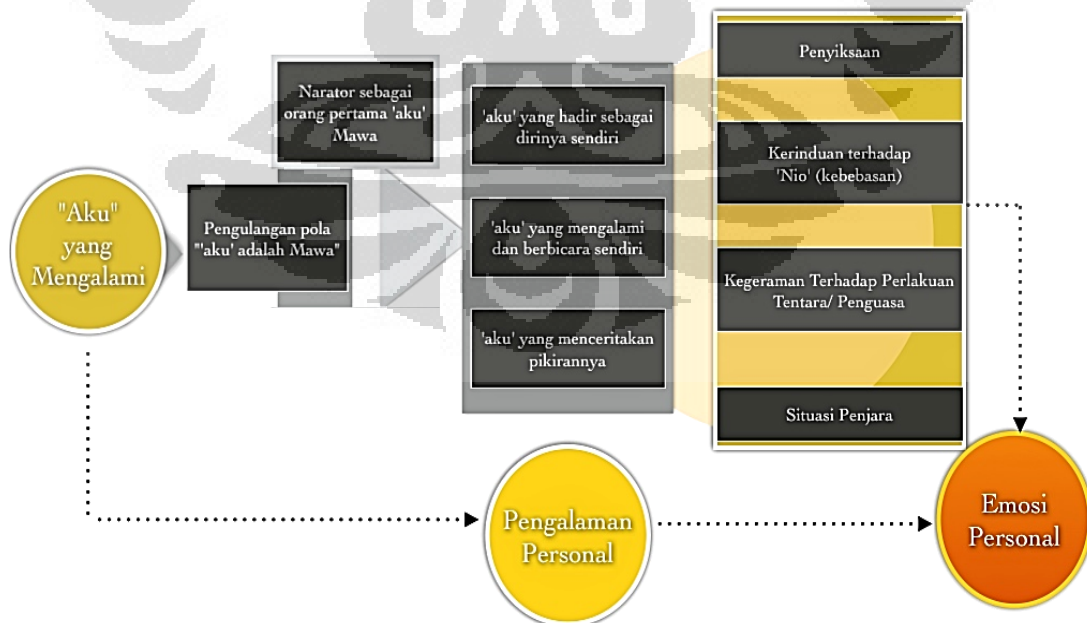 "Aku"
yang
Mengalami
Narator sebagai
orang pertama 'aku'
Mawa
Pengulangan pola
"'aku' adalah Mawa"
'aku' yang hadir sebagai
dirinya sendiri
'aku' yang mengalami
dan berbicara sendiri
'aku' yang menceritakan
pikirannya
Penyiksaan
Kerinduan terhadap
'Nio' (kebebasan)
Kegeraman Terhadap Perlakuan
Tentara/ Penguasa
Situasi Penjara
Pengalaman
Personal
Emosi
Personal